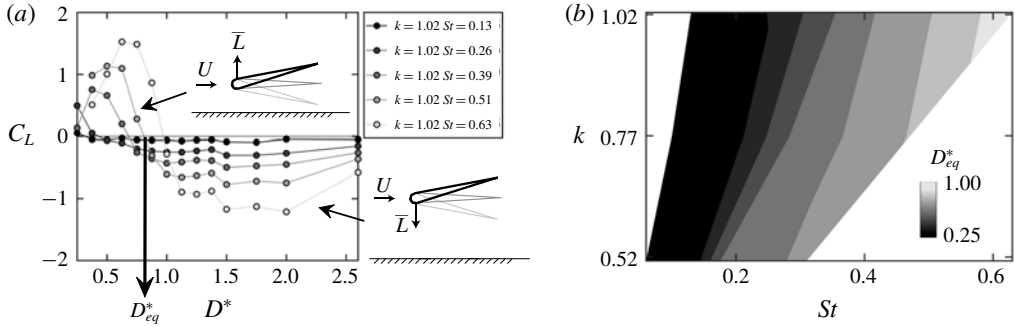 (a)
2
1
0
−1
−2
C_L
0.5
1.0
1.5
2.0
2.5
D*
D*_eq
U
L̅
U
L̅
k = 1.02 St = 0.13
k = 1.02 St = 0.26
k = 1.02 St = 0.39
k = 1.02 St = 0.51
k = 1.02 St = 0.63
(b)
1.02
0.77
0.52
k
0.2
0.4
0.6
St
D*_eq
1.00
0.25